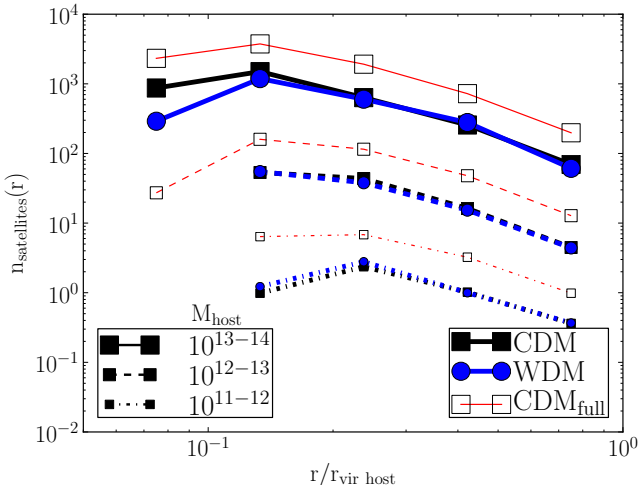 10^4
10^3
10^2
10^1
10^0
10^−1
10^−2
n_satellites(r)
M_host
10^13−14
10^12−13
10^11−12
CDM
WDM
CDM_full
10^−1
10^0
r/r_vir host